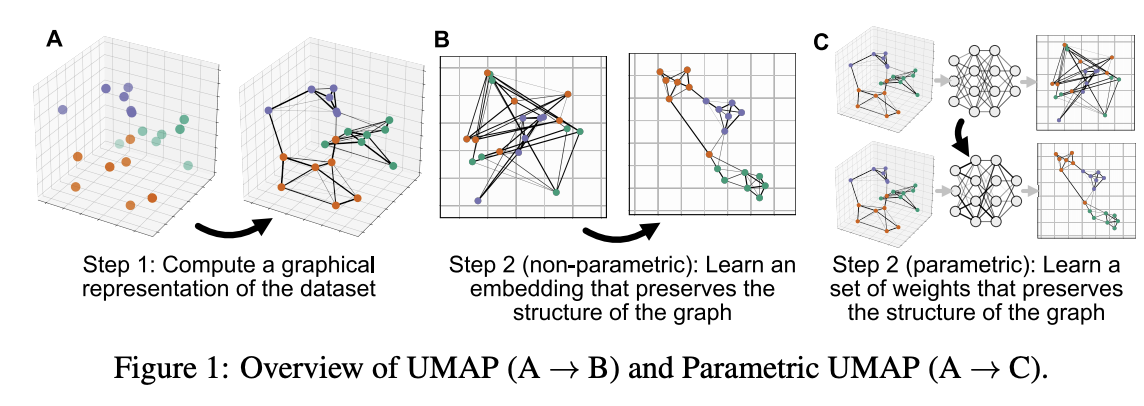 A
B
C
Step 1: Compute a graphical
representation of the dataset
Step 2 (non-parametric): Learn an
embedding that preserves the
structure of the graph
Step 2 (parametric): Learn a
set of weights that preserves
the structure of the graph
Figure 1: Overview of UMAP (A → B) and Parametric UMAP (A → C).